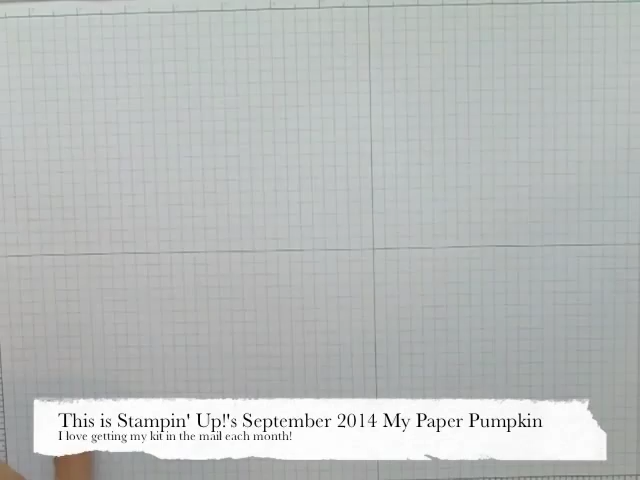 This is Stampin' Up!'s September 2014 My Paper Pumpkin
I love getting my kit in the mail each month!